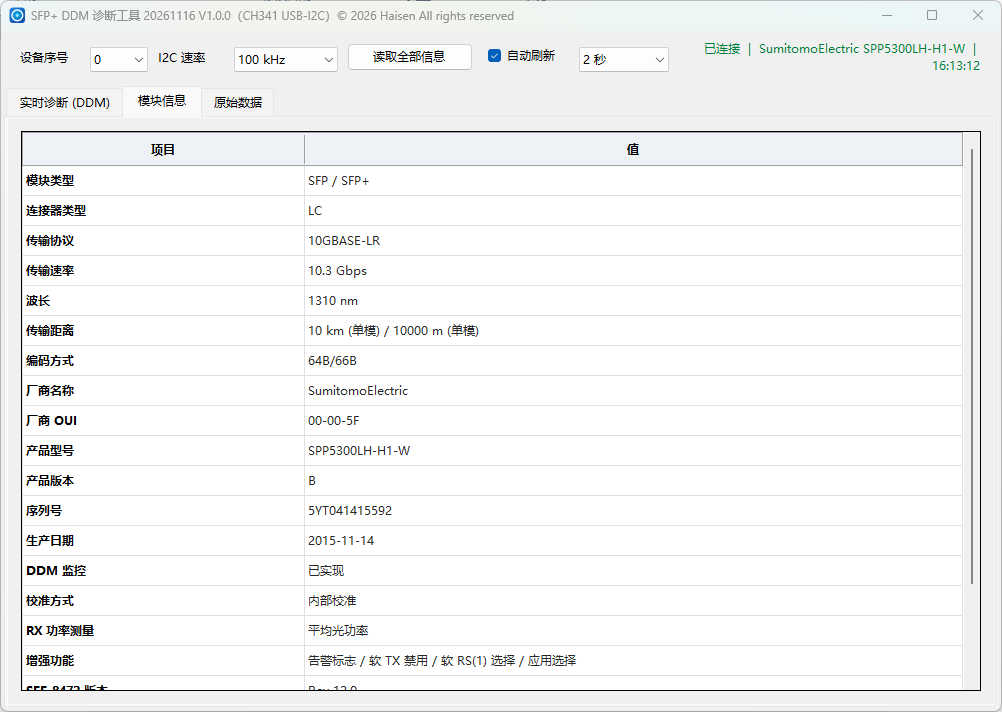 SFP+ DDM 诊断工具 20261116 V1.0.0（CH341 USB-I2C）© 2026 Haisen All rights reserved
设备序号 0 I2C 速率 100 kHz 读取全部信息 自动刷新 2 秒
已连接 | SumitomoElectric SPP5300LH-H1-W |
16:13:12
实时诊断 (DDM) 模块信息 原始数据
项目 值
模块类型 SFP / SFP+
连接器类型 LC
传输协议 10GBASE-LR
传输速率 10.3 Gbps
波长 1310 nm
传输距离 10 km (单模) / 10000 m (单模)
编码方式 64B/66B
厂商名称 SumitomoElectric
厂商 OUI 00-00-5F
产品型号 SPP5300LH-H1-W
产品版本 B
序列号 5YT041415592
生产日期 2015-11-14
DDM 监控 已实现
校准方式 内部校准
RX 功率测量 平均光功率
增强功能 告警标志 / 软 TX 禁用 / 软 RS(1) 选择 / 应用选择
SFF-8472 版本